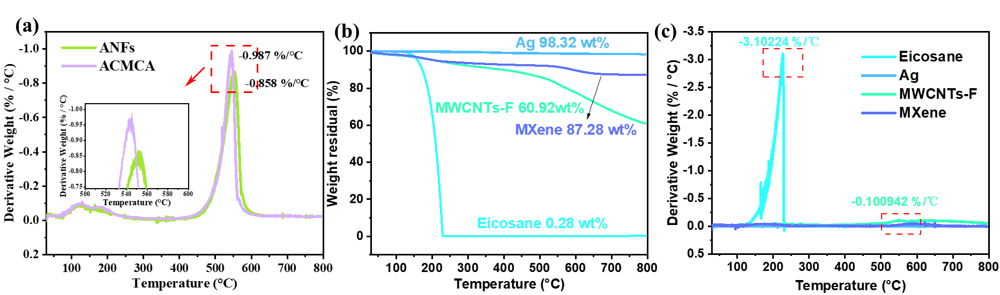 (a)
ANFs
ACMCA
-0.987 %/°C
-0.858 %/°C
Derivative Weight (% / °C)
-1.0
-0.8
-0.6
-0.4
-0.2
0.0
0.2
100
200
300
400
500
600
700
800
Temperature (°C)
Derivative Weight (% / °C)
-1.00
-0.95
-0.90
-0.85
-0.80
-0.75
500
520
540
560
580
600
Temperature (°C)
(b)
Ag 98.32 wt%
MWCNTs-F 60.92wt%
MXene 87.28 wt%
Eicosane 0.28 wt%
Weight residual (%)
100
80
60
40
20
0
100
200
300
400
500
600
700
800
Temperature (°C)
(c)
-3.10224 %/℃
Eicosane
Ag
MWCNTs-F
MXene
-0.100942 %/℃
Derivative Weight (% / °C)
-3.5
-3.0
-2.5
-2.0
-1.5
-1.0
-0.5
0.0
0.5
100
200
300
400
500
600
700
800
Temperature (°C)